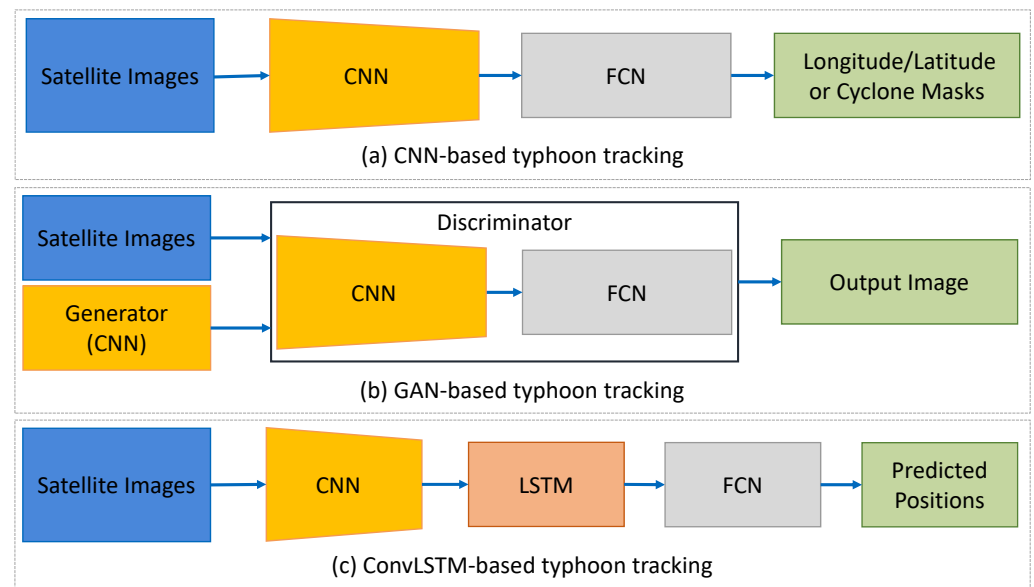 Satellite Images
CNN
FCN
Longitude/Latitude
or Cyclone Masks
(a) CNN-based typhoon tracking
Satellite Images
Generator
(CNN)
Discriminator
CNN
FCN
Output Image
(b) GAN-based typhoon tracking
Satellite Images
CNN
LSTM
FCN
Predicted
Positions
(c) ConvLSTM-based typhoon tracking